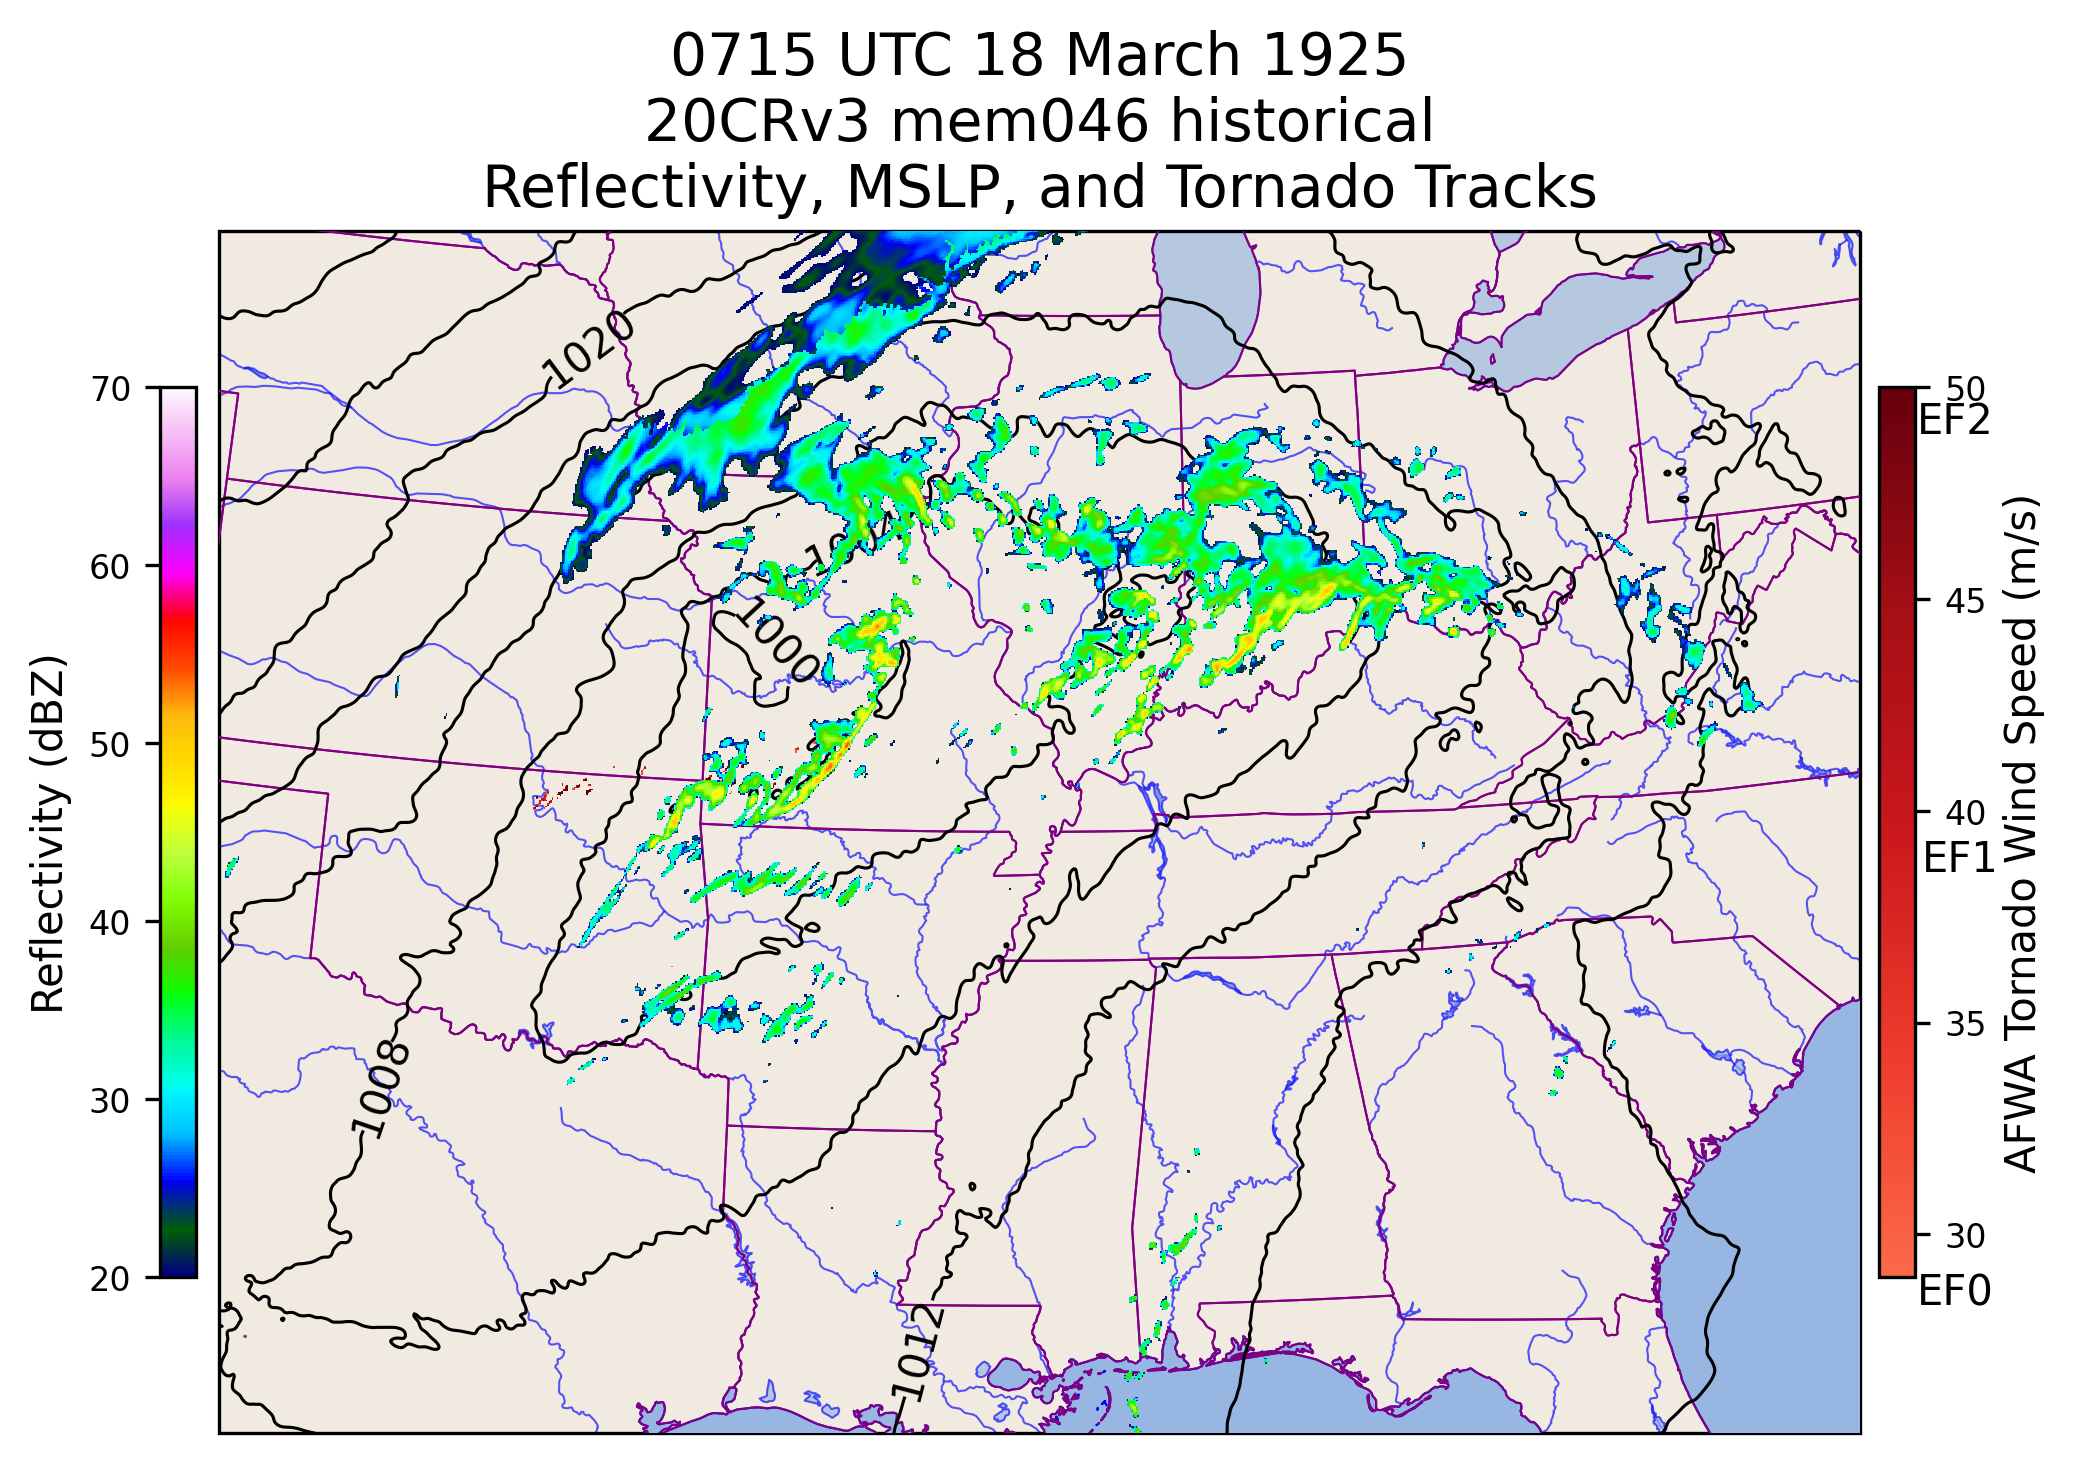 0715 UTC 18 March 1925
20CRv3 mem046 historical
Reflectivity, MSLP, and Tornado Tracks
70
60
50
40
30
20
Reflectivity (dBZ)
1020
1000
1008
1012
50
EF2
45
40
EF1
35
30
EF0
AFWA Tornado Wind Speed (m/s)